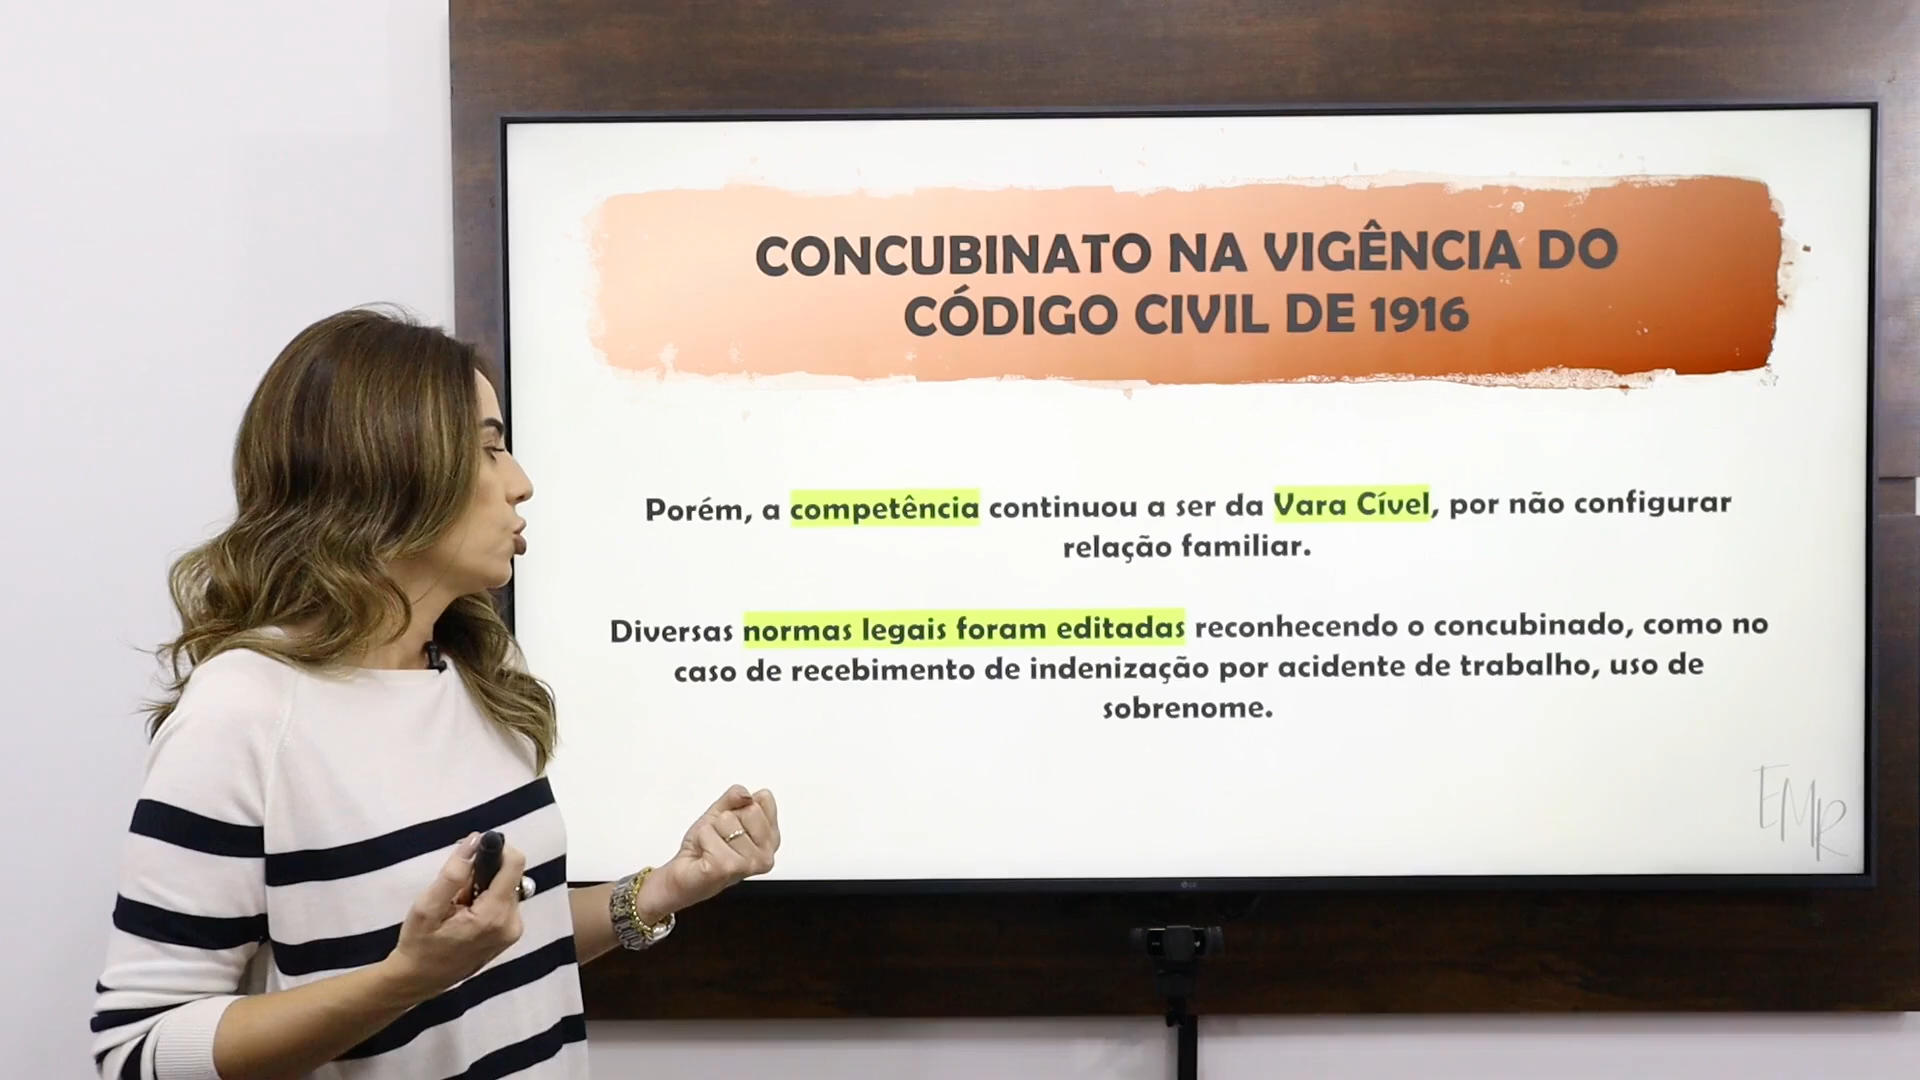 CONCUBINATO NA VIGÊNCIA DO
CÓDIGO CIVIL DE 1916
Porém, a competência continuou a ser da Vara Cível, por não configurar
relação familiar.
Diversas normas legais foram editadas reconhecendo o concubinado, como no
caso de recebimento de indenização por acidente de trabalho, uso de
sobrenome.
EMR
LG